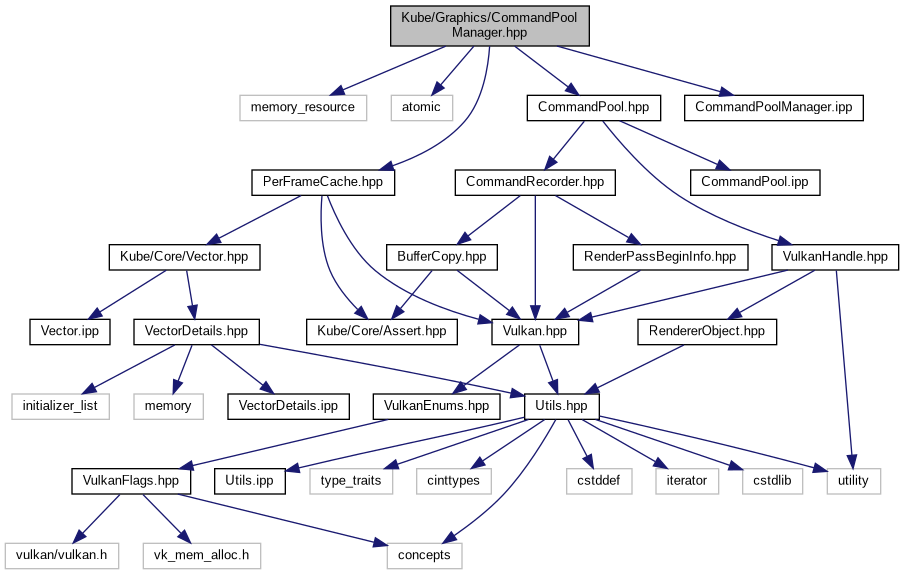 Kube/Graphics/CommandPool
Manager.hpp
memory_resource
atomic
CommandPool.hpp
CommandPoolManager.ipp
PerFrameCache.hpp
CommandRecorder.hpp
CommandPool.ipp
Kube/Core/Vector.hpp
BufferCopy.hpp
RenderPassBeginInfo.hpp
VulkanHandle.hpp
Vector.ipp
VectorDetails.hpp
Kube/Core/Assert.hpp
Vulkan.hpp
RendererObject.hpp
initializer_list
memory
VectorDetails.ipp
VulkanEnums.hpp
Utils.hpp
VulkanFlags.hpp
Utils.ipp
type_traits
cinttypes
cstddef
iterator
cstdlib
utility
vulkan/vulkan.h
vk_mem_alloc.h
concepts